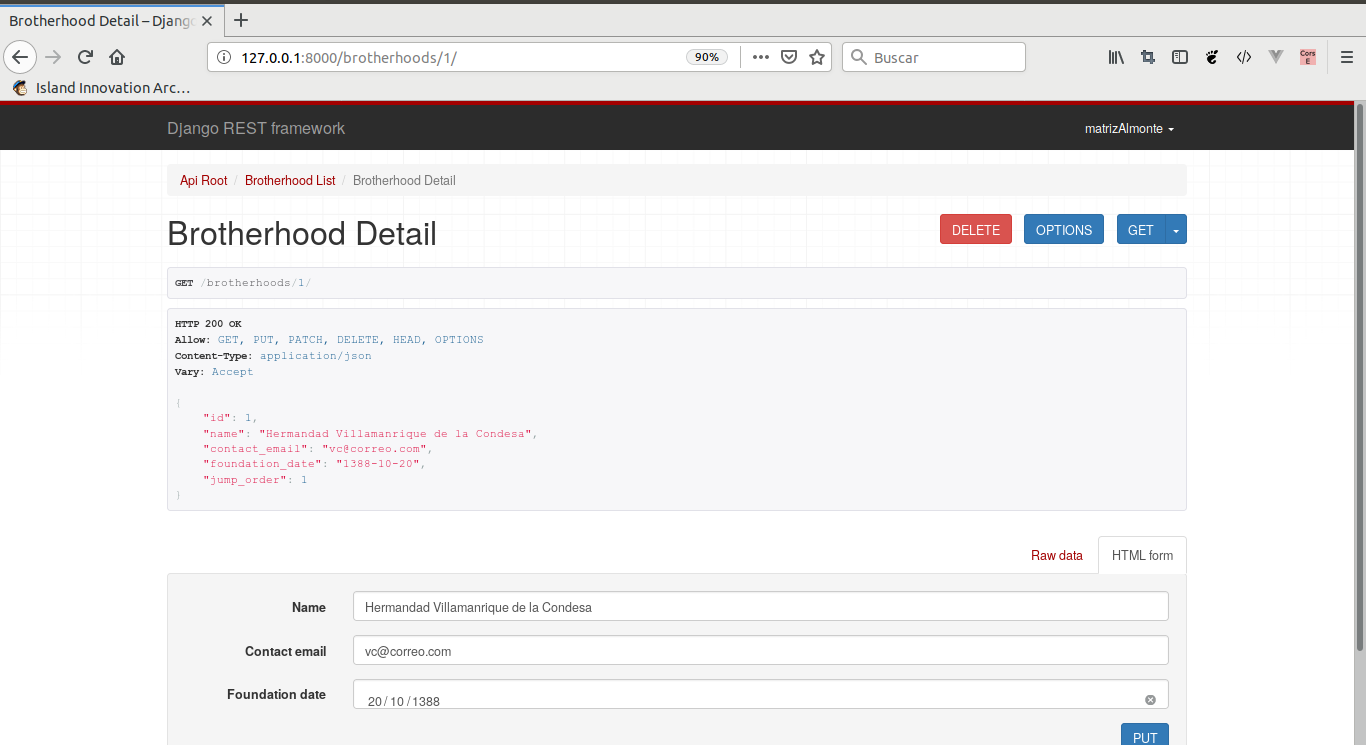 Brotherhood Detail – Djang
127.0.0.1:8000/brotherhoods/1/
90%
Buscar
Cors
E
Island Innovation Arc...
Django REST framework
matrizAlmonte
Api Root / Brotherhood List / Brotherhood Detail
Brotherhood Detail
DELETE
OPTIONS
GET
GET /brotherhoods/1/
HTTP 200 OK
Allow: GET, PUT, PATCH, DELETE, HEAD, OPTIONS
Content-Type: application/json
Vary: Accept
{
"id": 1,
"name": "Hermandad Villamanrique de la Condesa",
"contact_email": "vc@correo.com",
"foundation_date": "1388-10-20",
"jump_order": 1
}
Raw data
HTML form
Name
Hermandad Villamanrique de la Condesa
Contact email
vc@correo.com
Foundation date
20 / 10 / 1388
PUT